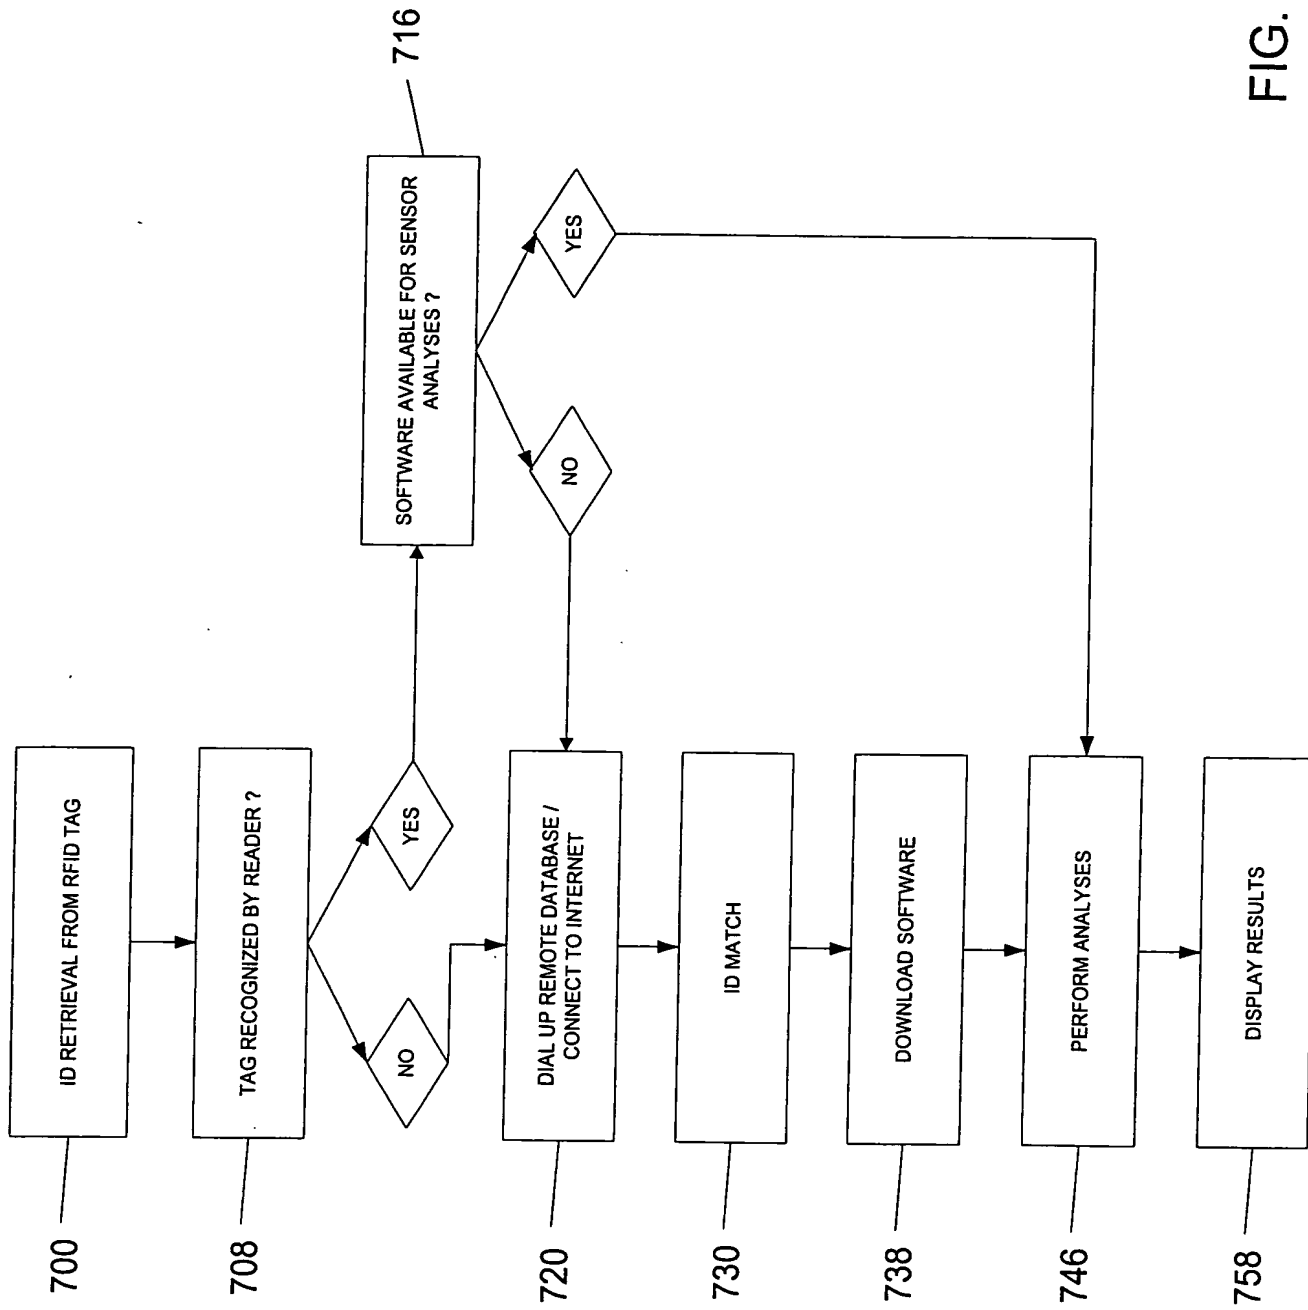 700
ID RETRIEVAL FROM RFID TAG
708
TAG RECOGNIZED BY READER ?
NO
YES
716
SOFTWARE AVAILABLE FOR SENSOR
ANALYSES ?
NO
YES
720
DIAL UP REMOTE DATABASE /
CONNECT TO INTERNET
730
ID MATCH
738
DOWNLOAD SOFTWARE
746
PERFORM ANALYSES
758
DISPLAY RESULTS
FIG.